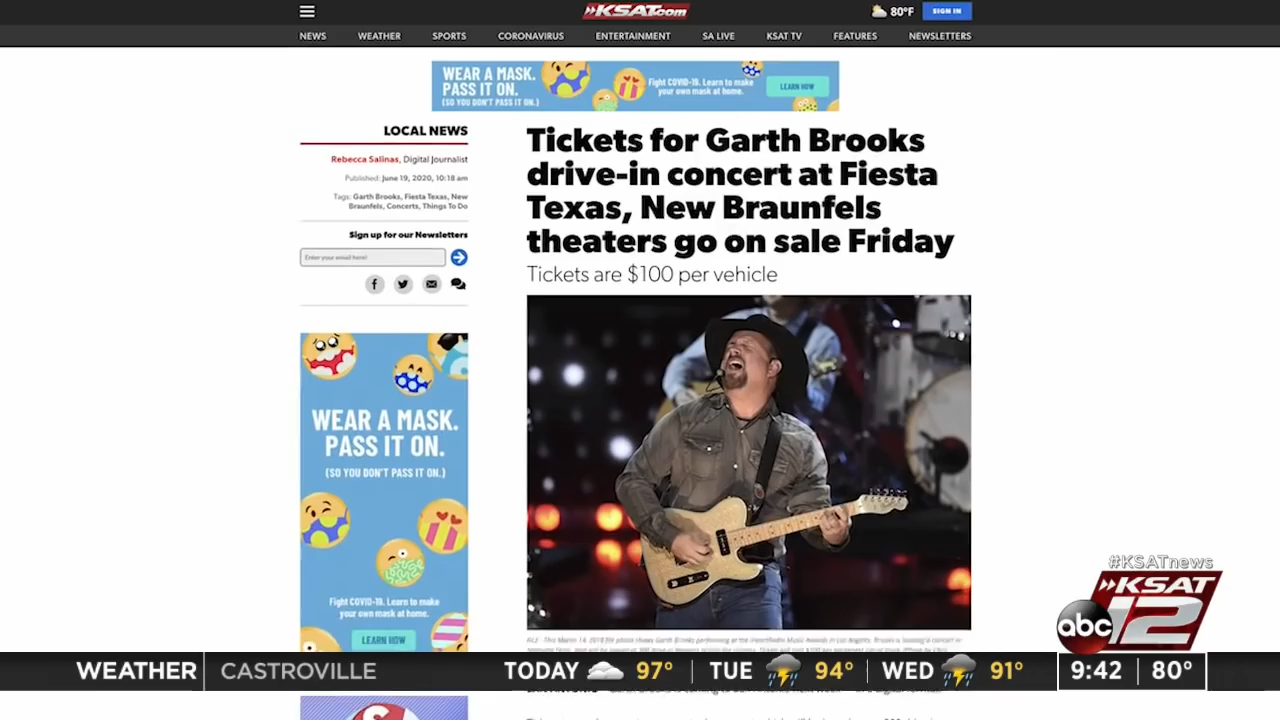 KSAT.com
80°F
SIGN IN
NEWS WEATHER SPORTS CORONAVIRUS ENTERTAINMENT SA LIVE KSAT TV FEATURES NEWSLETTERS
WEAR A MASK.
PASS IT ON.
(SO YOU DON'T PASS IT ON.)
Fight COVID-19. Learn to make
your own mask at home.
LEARN HOW
LOCAL NEWS
Rebecca Salinas, Digital Journalist
Published: June 19, 2020, 10:18 am
Tags: Garth Brooks, Fiesta Texas, New
Braunfels, Concerts, Things To Do
Sign up for our Newsletters
Enter your email here!
Tickets for Garth Brooks
drive-in concert at Fiesta
Texas, New Braunfels
theaters go on sale Friday
Tickets are $100 per vehicle
WEAR A MASK.
PASS IT ON.
(SO YOU DON'T PASS IT ON.)
Fight COVID-19. Learn to make
your own mask at home.
LEARN HOW
#KSATnews
KSAT
abc 12
WEATHER CASTROVILLE TODAY 97° TUE 94° WED 91° 9:42 80°